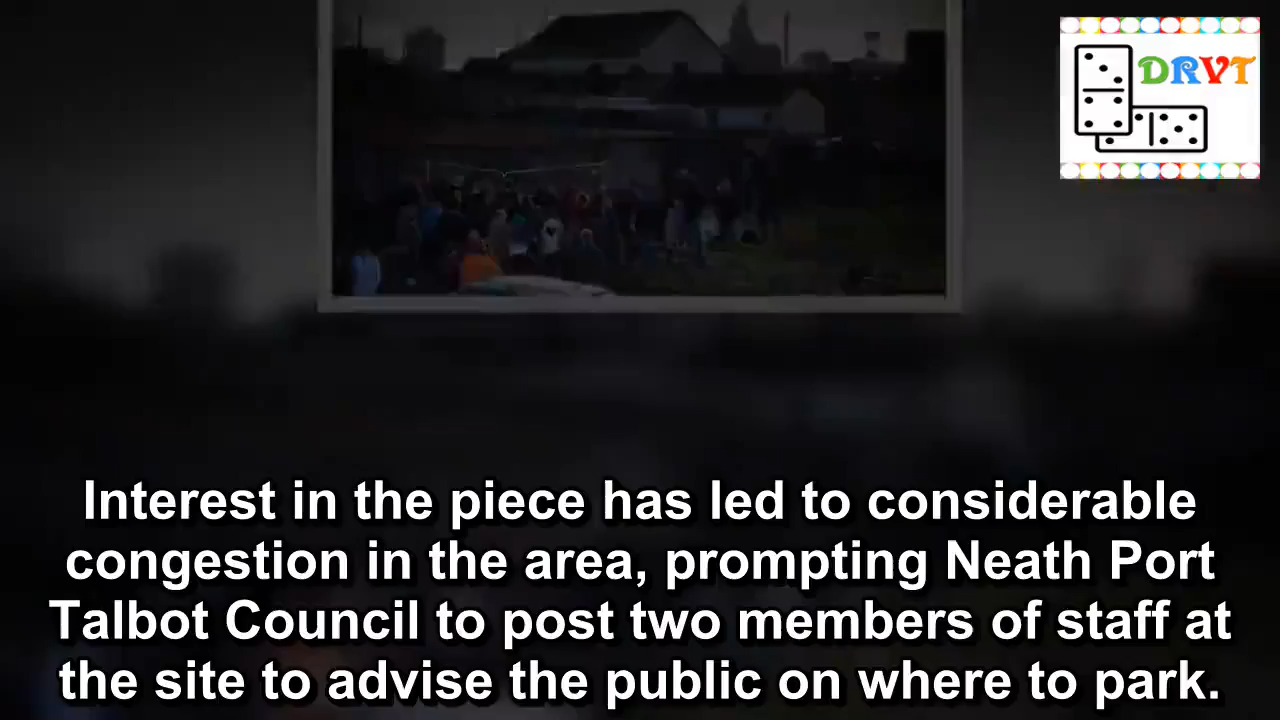 DRVT
Interest in the piece has led to considerable
congestion in the area, prompting Neath Port
Talbot Council to post two members of staff at
the site to advise the public on where to park.